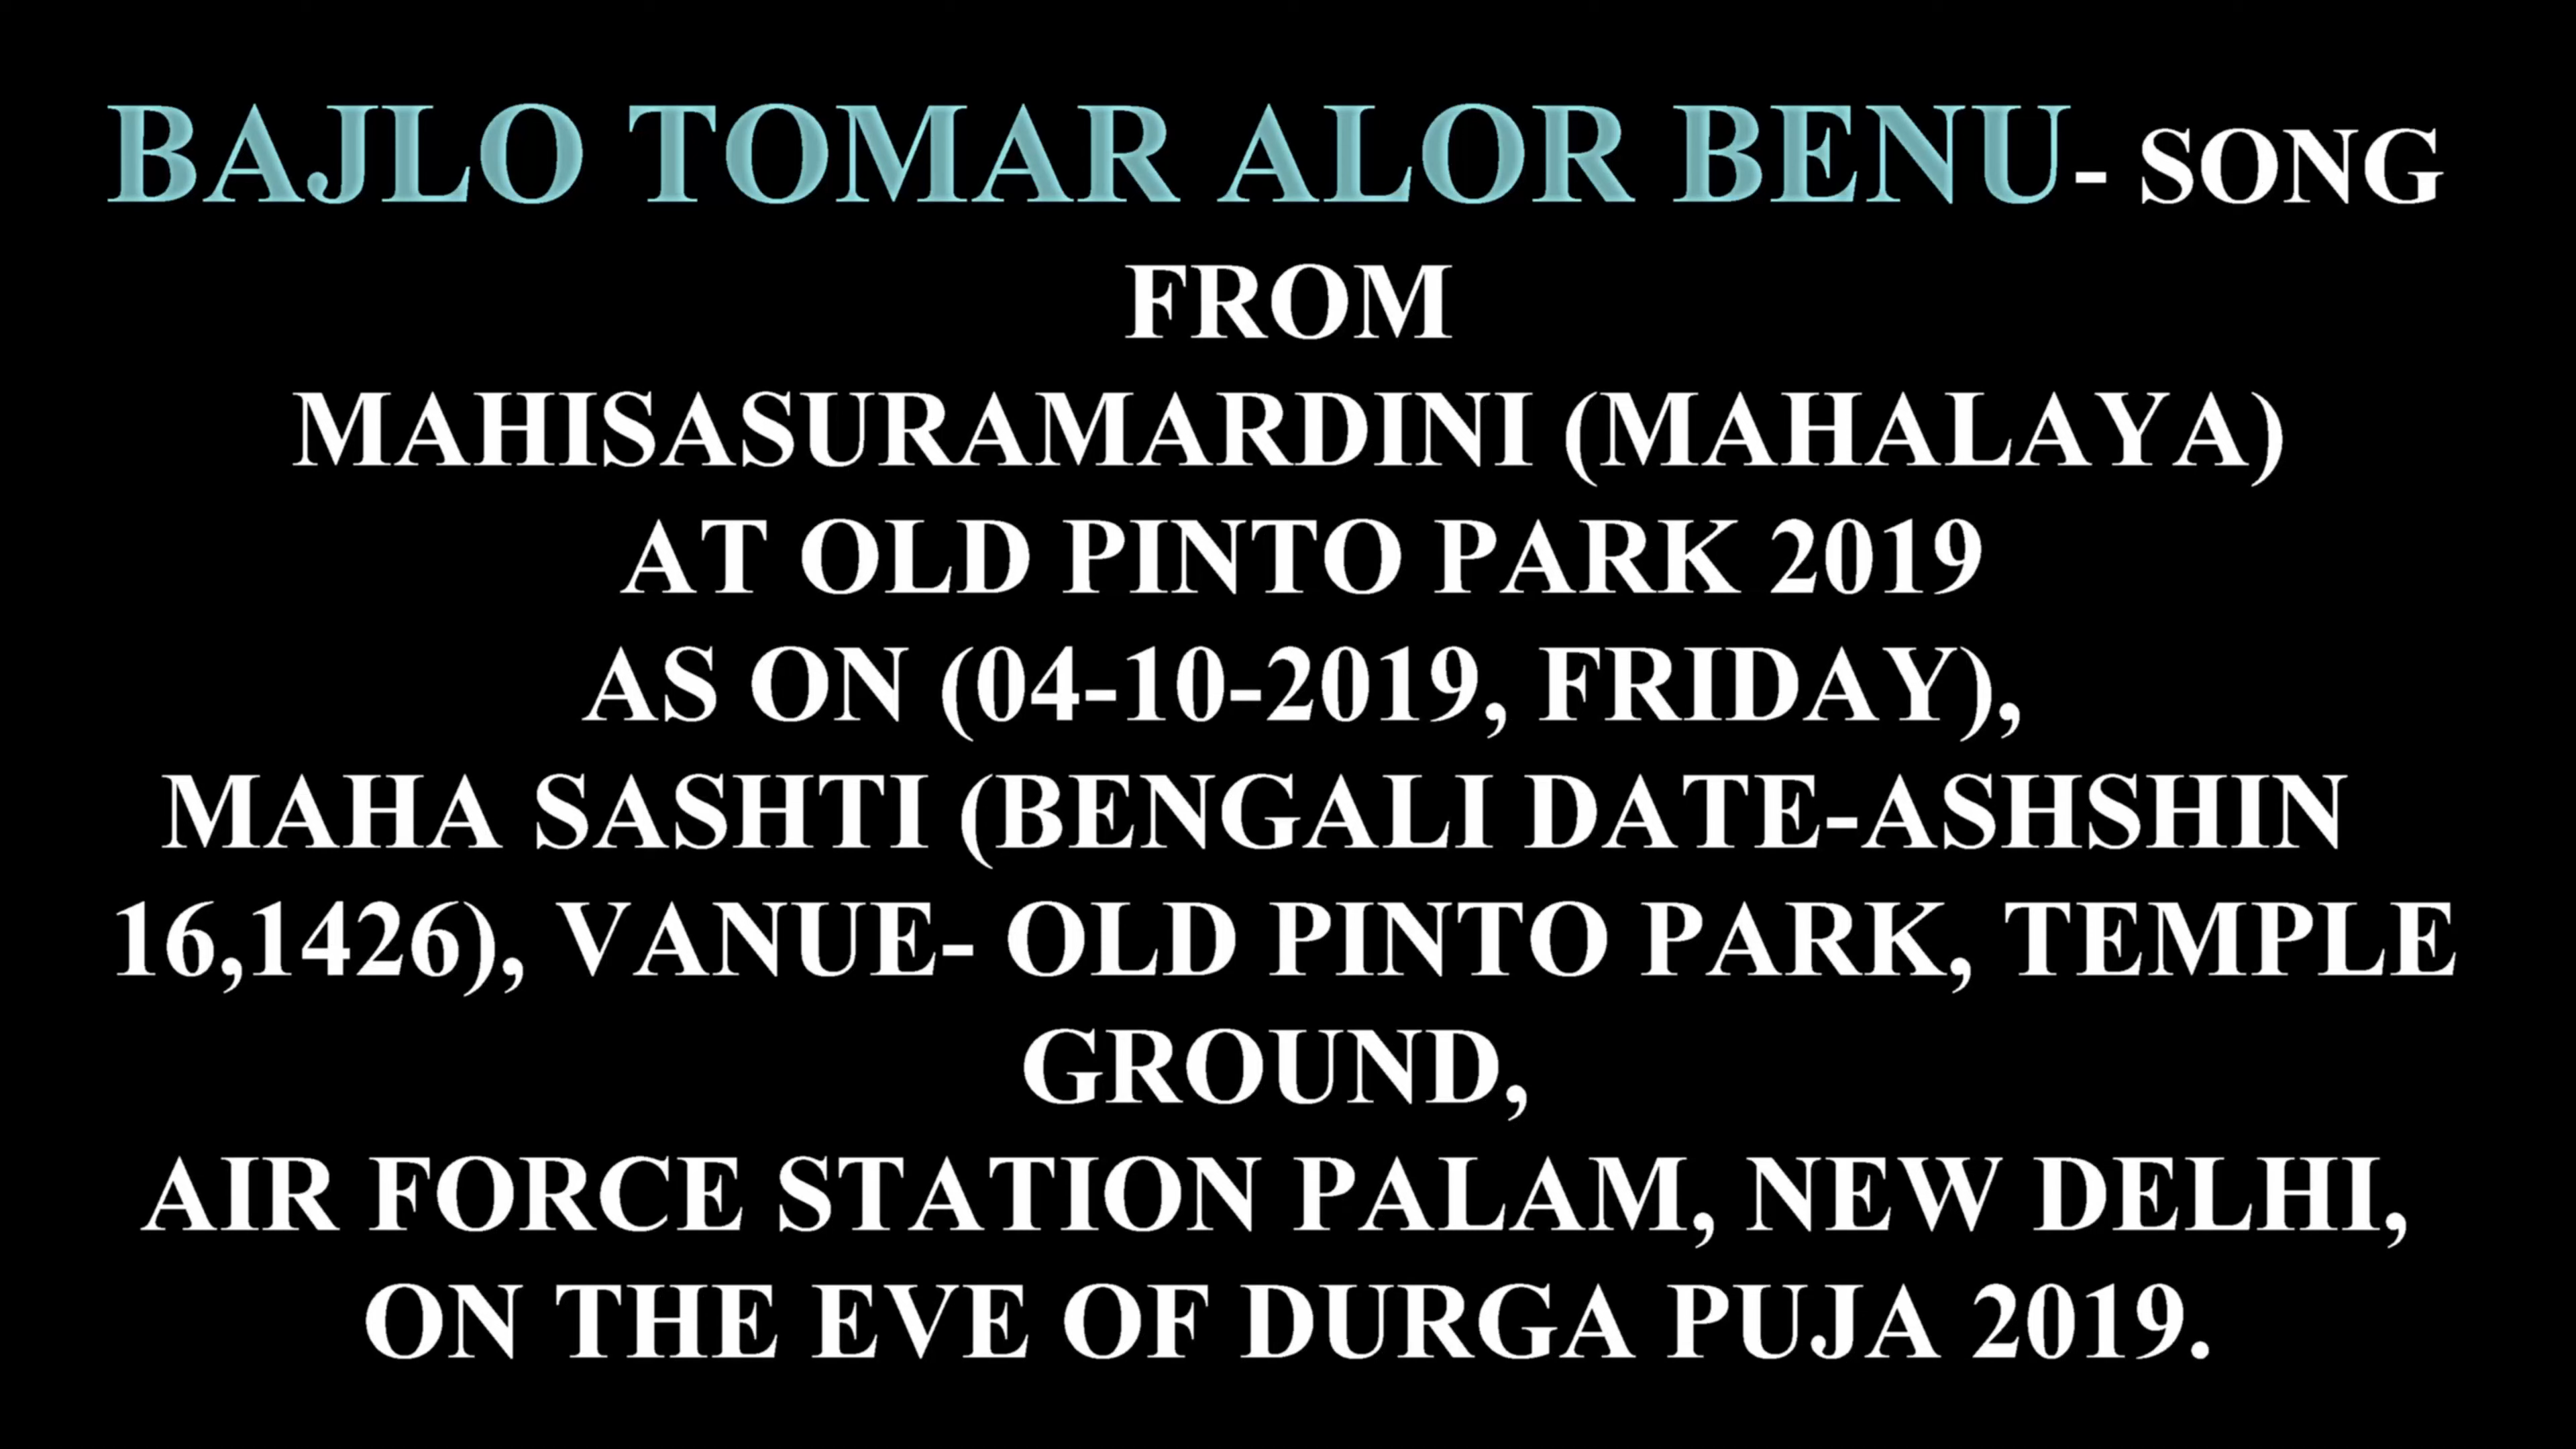 BAJLO TOMAR ALOR BENU- SONG
FROM
MAHISASURAMARDINI (MAHALAYA)
AT OLD PINTO PARK 2019
AS ON (04-10-2019, FRIDAY),
MAHA SASHTI (BENGALI DATE-ASHSHIN
16,1426), VANUE- OLD PINTO PARK, TEMPLE
GROUND,
AIR FORCE STATION PALAM, NEW DELHI,
ON THE EVE OF DURGA PUJA 2019.